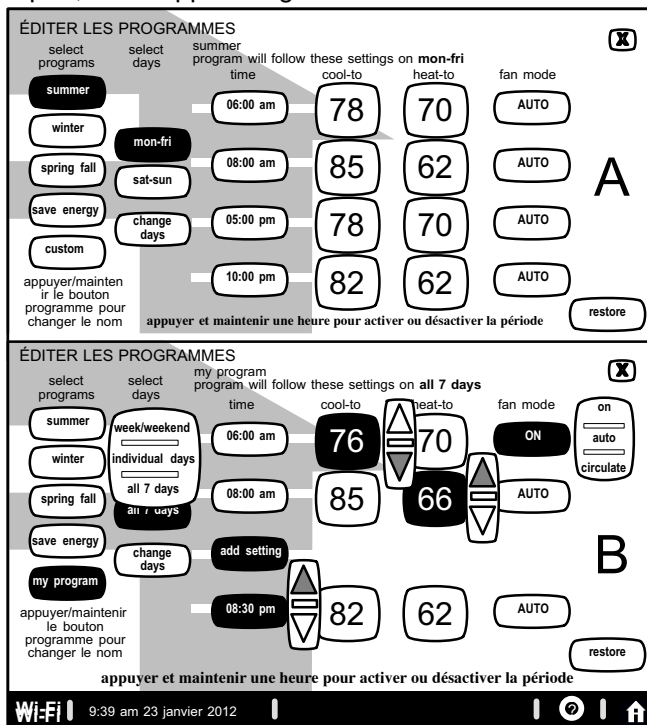 ÉDITER LES PROGRAMMES
select programs
select days
summer
program will follow these settings on mon-fri
time
cool-to
heat-to
fan mode
X
summer
06:00 am
78
70
AUTO
winter
mon-fri
spring fall
08:00 am
85
62
AUTO
A
sat-sun
save energy
change days
05:00 pm
78
70
AUTO
custom
10:00 pm
82
62
AUTO
appuyer/mainten
ir le bouton
programme pour
changer le nom
appuyer et maintenir une heure pour activer ou désactiver la période
restore
ÉDITER LES PROGRAMMES
select programs
select days
my program
program will follow these settings on all 7 days
time
cool-to
heat-to
fan mode
X
summer
week/weekend
06:00 am
76
70
ON
on
auto
circulate
winter
individual days
spring fall
all 7 days
all 7 days
08:00 am
85
66
AUTO
save energy
change days
add setting
B
my program
08:30 pm
82
62
AUTO
appuyer/maintenir
le bouton
programme pour
changer le nom
appuyer et maintenir une heure pour activer ou désactiver la période
restore
Wi-Fi
9:39 am 23 janvier 2012
?